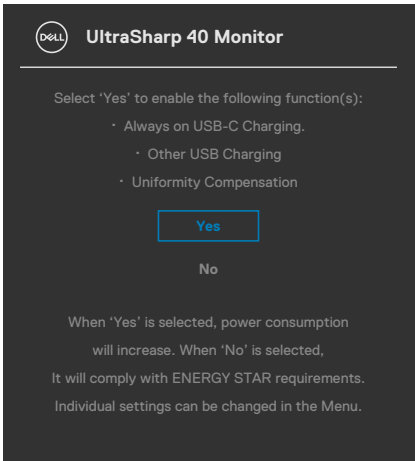 DELL UltraSharp 40 Monitor
Select ‘Yes’ to enable the following function(s):
· Always on USB-C Charging.
· Other USB Charging
· Uniformity Compensation
Yes
No
When ‘Yes’ is selected, power consumption
will increase. When ‘No’ is selected,
It will comply with ENERGY STAR requirements.
Individual settings can be changed in the Menu.